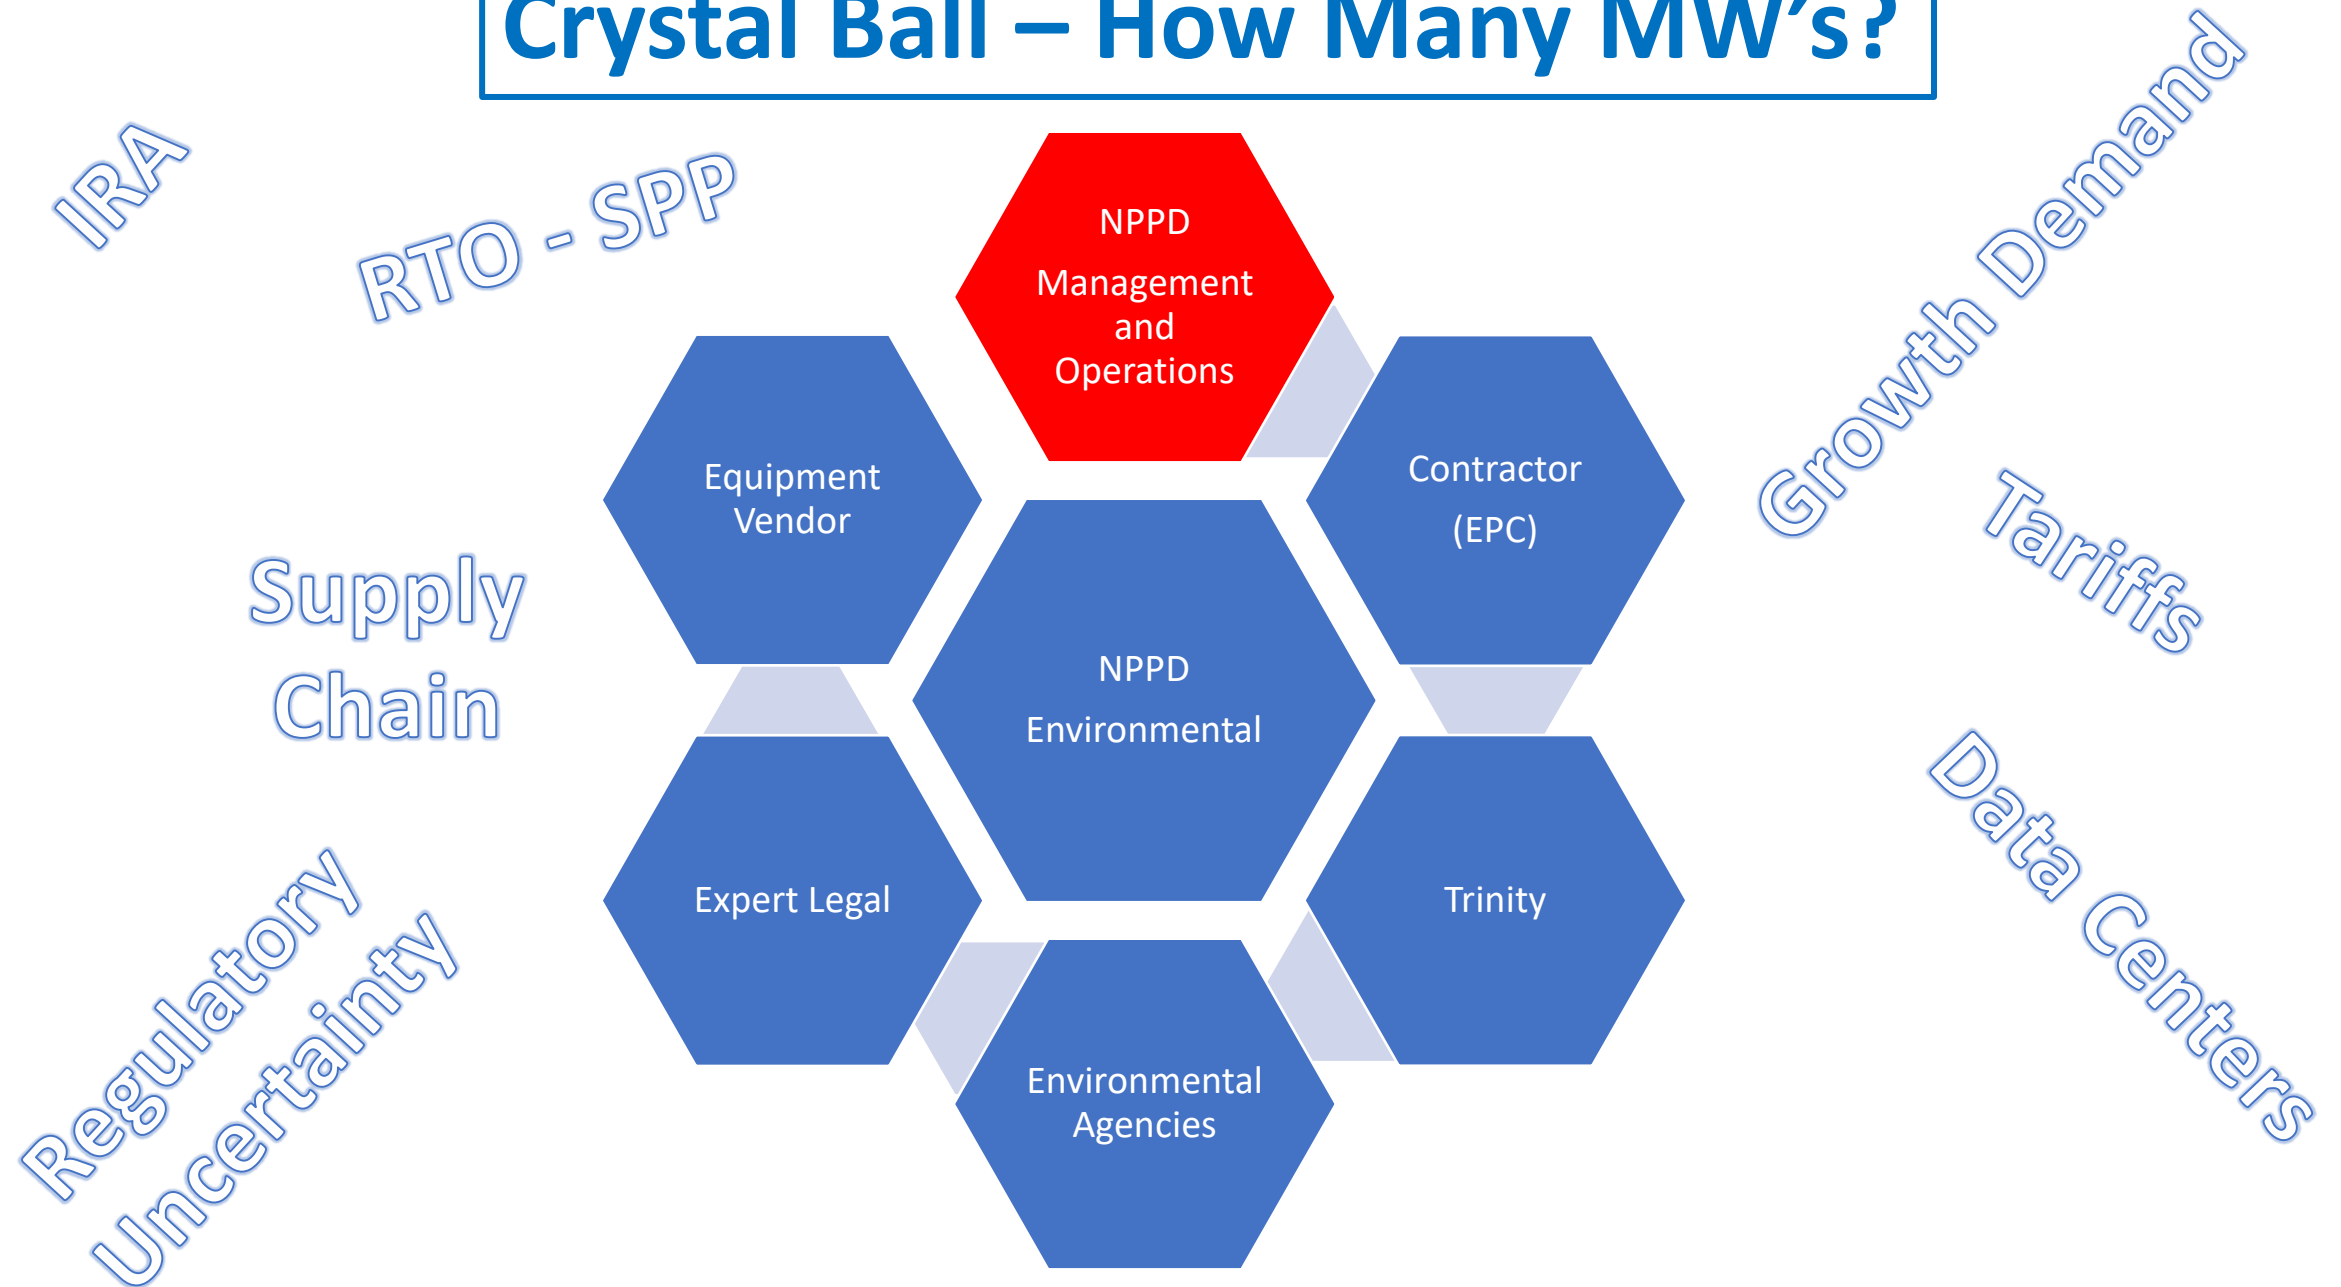 Crystal Ball – How Many MW's?
IRA
RTO - SPP
Growth Demand
NPPD
Management
and
Operations
Equipment
Vendor
Contractor
(EPC)
Tariffs
Supply
Chain
NPPD
Environmental
Data Centers
Expert Legal
Trinity
Regulatory
Uncertainty
Environmental
Agencies